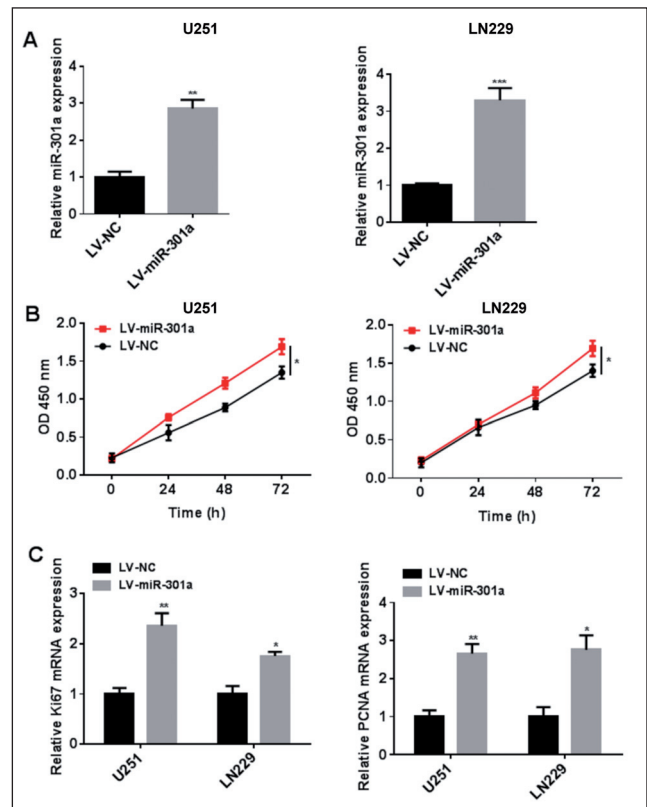 A
U251
LN229
Relative miR-301a expression
4
3
2
1
0
**
LV-NC
LV-miR-301a
Relative miR-301a expression
4
3
2
1
0
***
LV-NC
LV-miR-301a
B
U251
LN229
OD 450 nm
2.0
1.5
1.0
0.5
0.0
LV-miR-301a
LV-NC
*
0 24 48 72
Time (h)
OD 450 nm
2.0
1.5
1.0
0.5
0.0
LV-miR-301a
LV-NC
*
0 24 48 72
Time (h)
C
Relative Ki67 mRNA expression
3
2
1
0
LV-NC
LV-miR-301a
**
*
U251
LN229
Relative PCNA mRNA expression
4
3
2
1
0
LV-NC
LV-miR-301a
**
*
U251
LN229